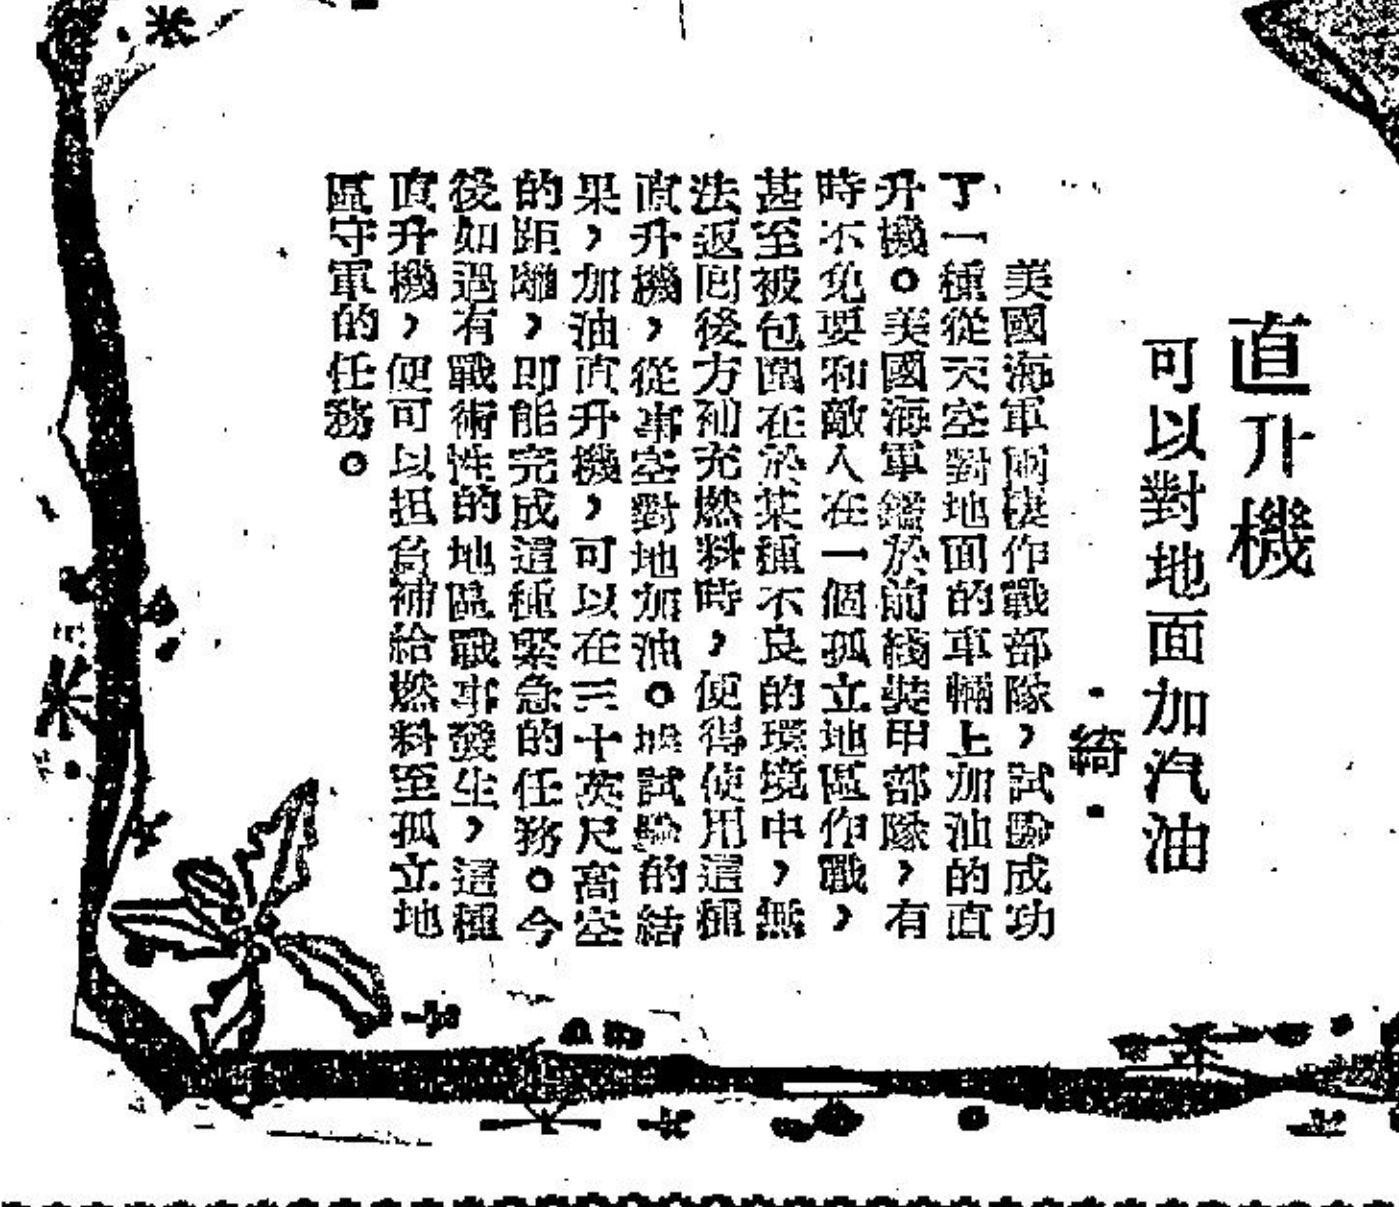 直升機
可以對地面加汽油
·綺·
美國海軍兩棲作戰部隊，試驗成功
了一種從天空對地面的車輛上加油的直
升機。美國海軍鑑於前綫裝甲部隊，有
時不免要和敵人在一個孤立地區作戰，
甚至被包圍在於某種不良的環境中，無
法返囘後方補充燃料時，便得使用這種
直升機，從事空對地加油。據試驗的結
果，加油直升機，可以在三十英尺高空
的距離，即能完成這種緊急的任務。今
後如遇有戰術性的地區戰事發生，這種
直升機，便可以担負補給燃料至孤立地
區守軍的任務。